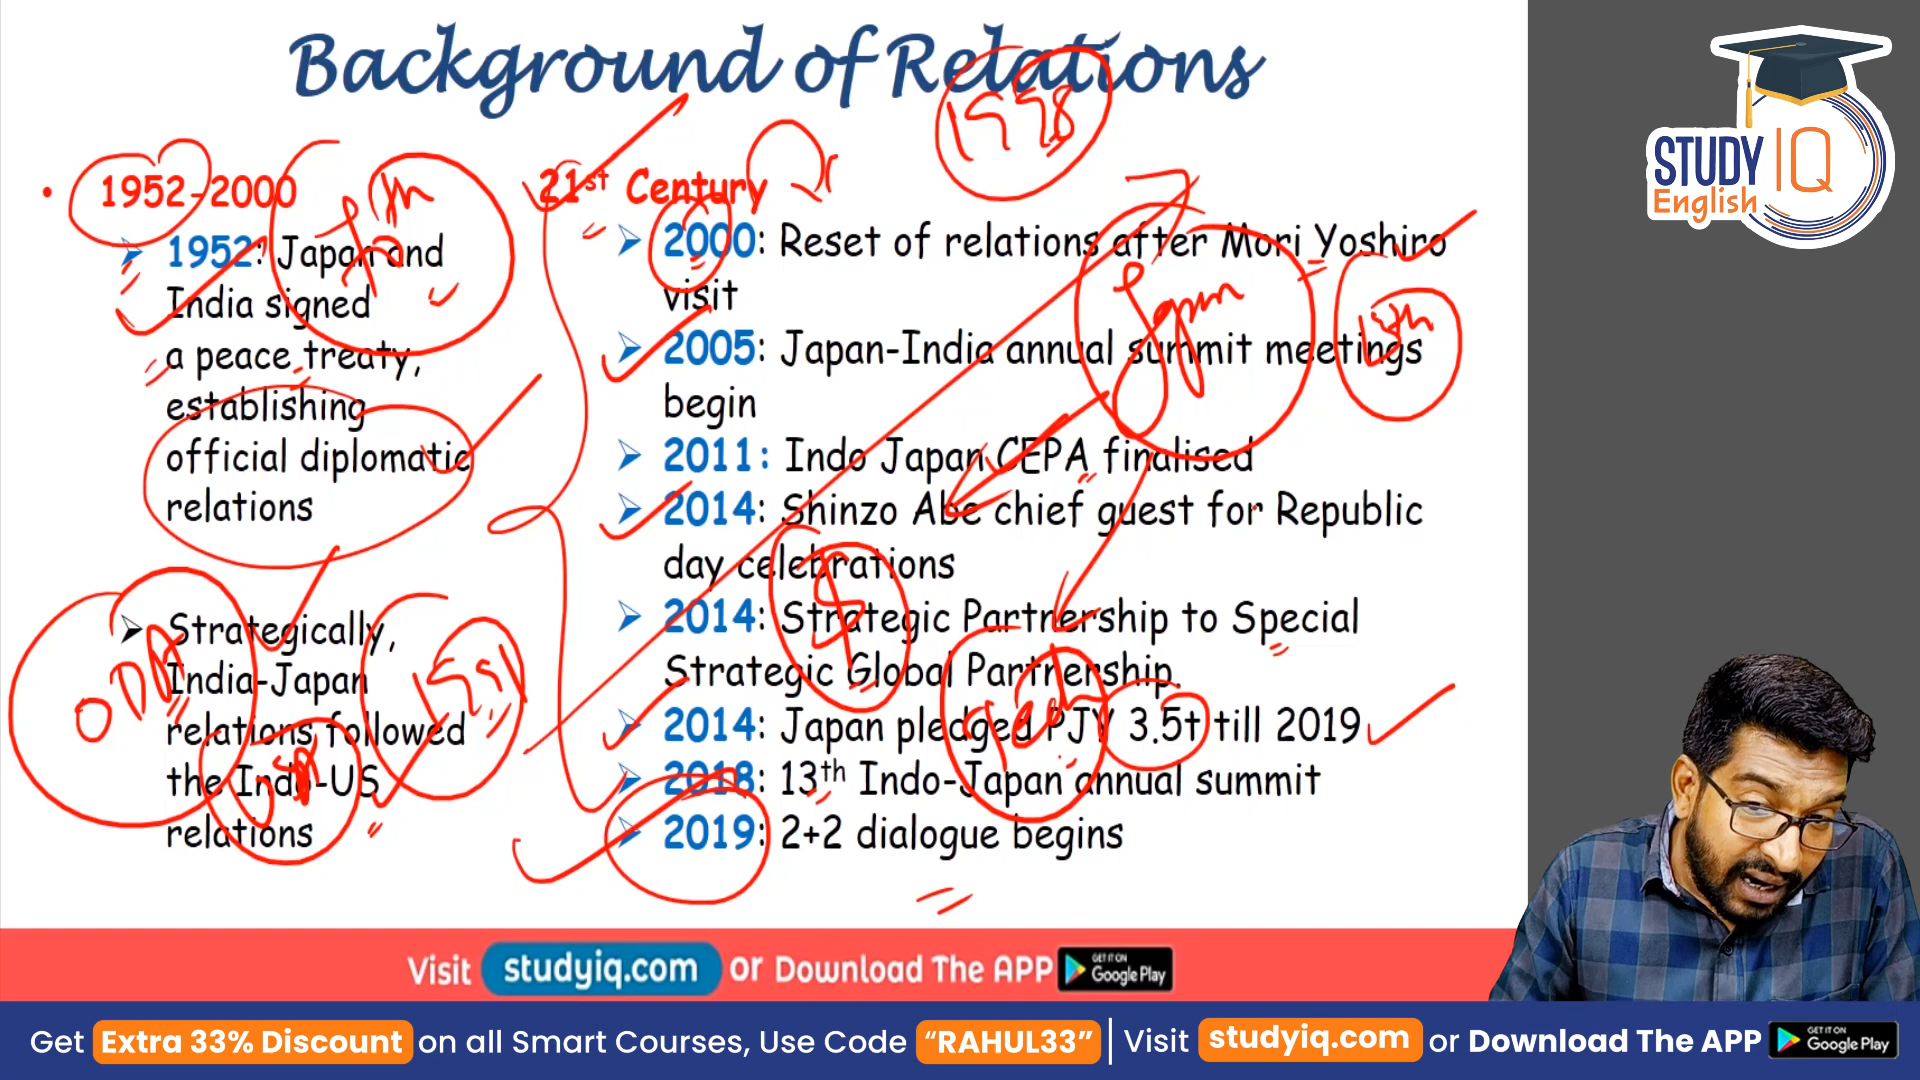 Background of Relations
1998
• 1952-2000
1952: Japan and
India signed
a peace treaty,
establishing
official diplomatic
relations
Strategically,
India-Japan
relations followed
the Indo-US
relations
ODA
1991
21st Century
2000: Reset of relations after Mori Yoshiro
visit
2005: Japan-India annual summit meetings
begin
2011: Indo Japan CEPA finalised
2014: Shinzo Abe chief guest for Republic
day celebrations
2014: Strategic Partnership to Special
Strategic Global Partnership.
2014: Japan pledged PJY 3.5t till 2019
2018: 13th Indo-Japan annual summit
2019: 2+2 dialogue begins
STUDY IQ
English
Visit studyiq.com or Download The APP GET IT ON Google Play
Get Extra 33% Discount on all Smart Courses, Use Code “RAHUL33” | Visit studyiq.com or Download The APP GET IT ON Google Play